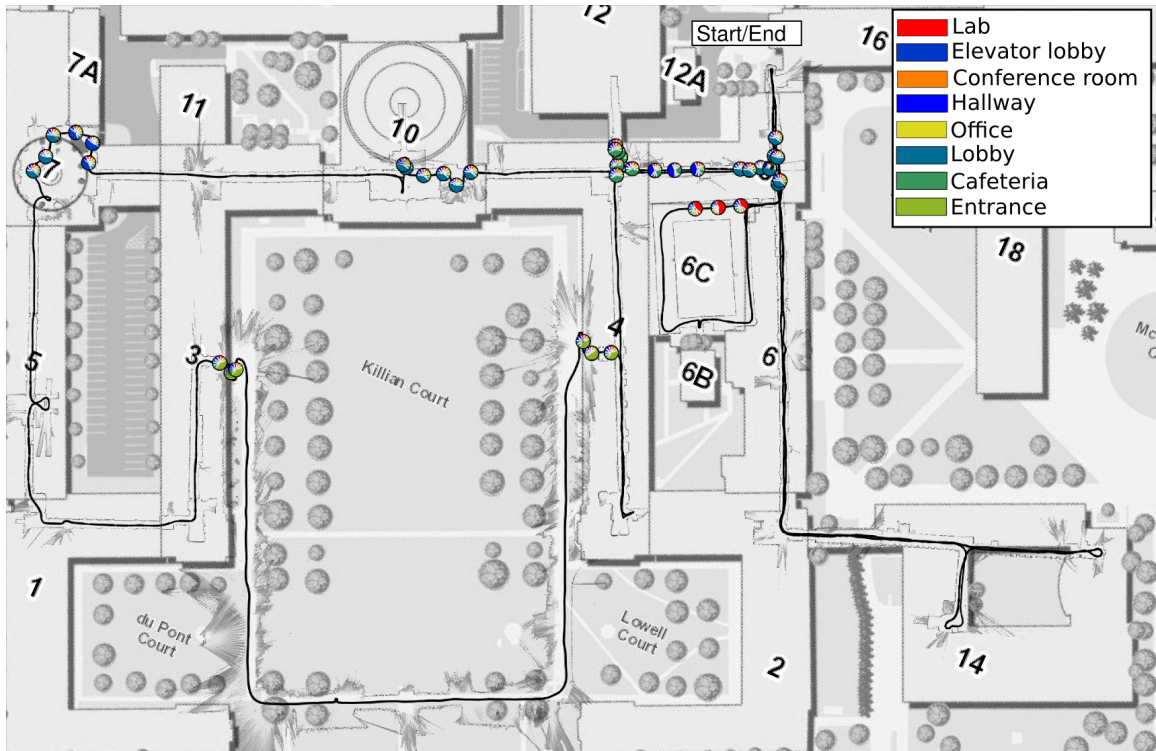 12
Start/End
16
7A
12A
11
10
7
Lab
Elevator lobby
Conference room
Hallway
Office
Lobby
Cafeteria
Entrance
18
6C
4
3
5
Killian Court
6B
6
1
du Pont
Court
Lowell
Court
2
14